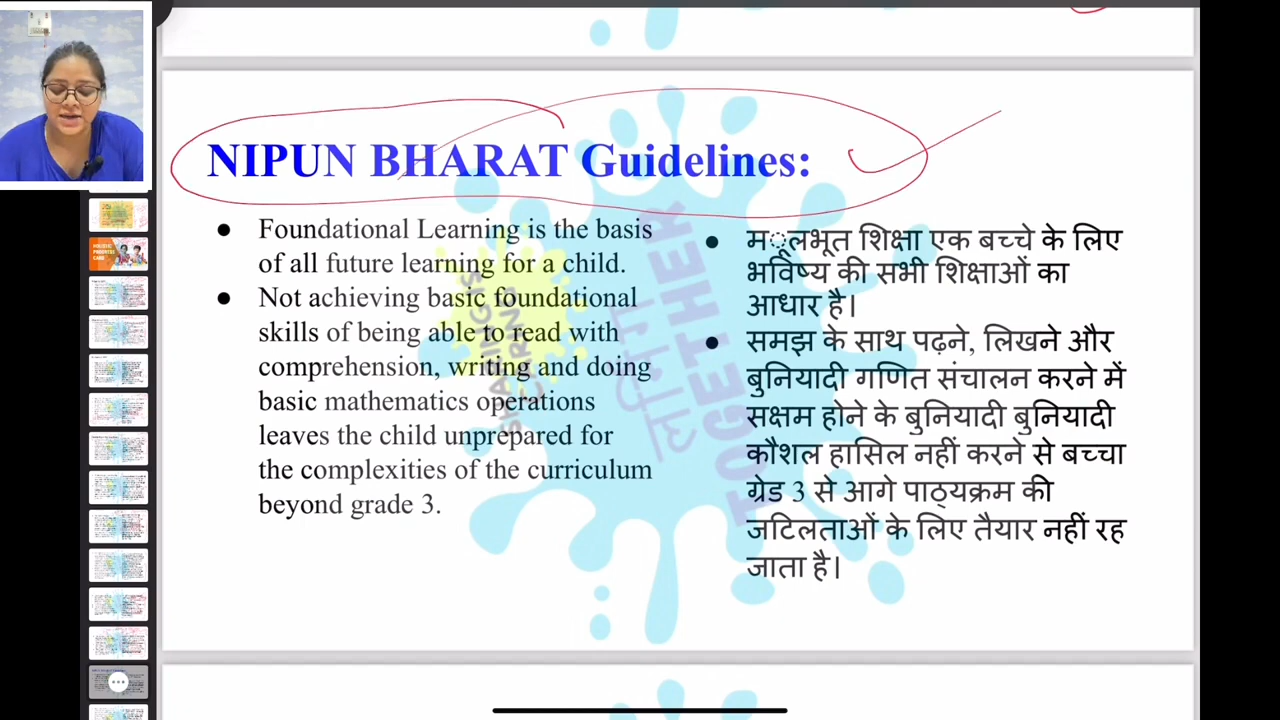 NIPUN BHARAT Guidelines:
● Foundational Learning is the basis
of all future learning for a child.
● Not achieving basic foundational
skills of being able to read with
comprehension, writing and doing
basic mathematics operations
leaves the child unprepared for
the complexities of the curriculum
beyond grade 3.
● मूलभूत शिक्षा एक बच्चे के लिए
भविष्य की सभी शिक्षाओं का
आधार है।
● समझ के साथ पढ़ने, लिखने और
बुनियादी गणित संचालन करने में
सक्षम होने के बुनियादी बुनियादी
कौशल हासिल नहीं करने से बच्चा
ग्रेड 3 से आगे पाठ्यक्रम की
जटिलताओं के लिए तैयार नहीं रह
जाता है।
LEARNING
TOGETHER